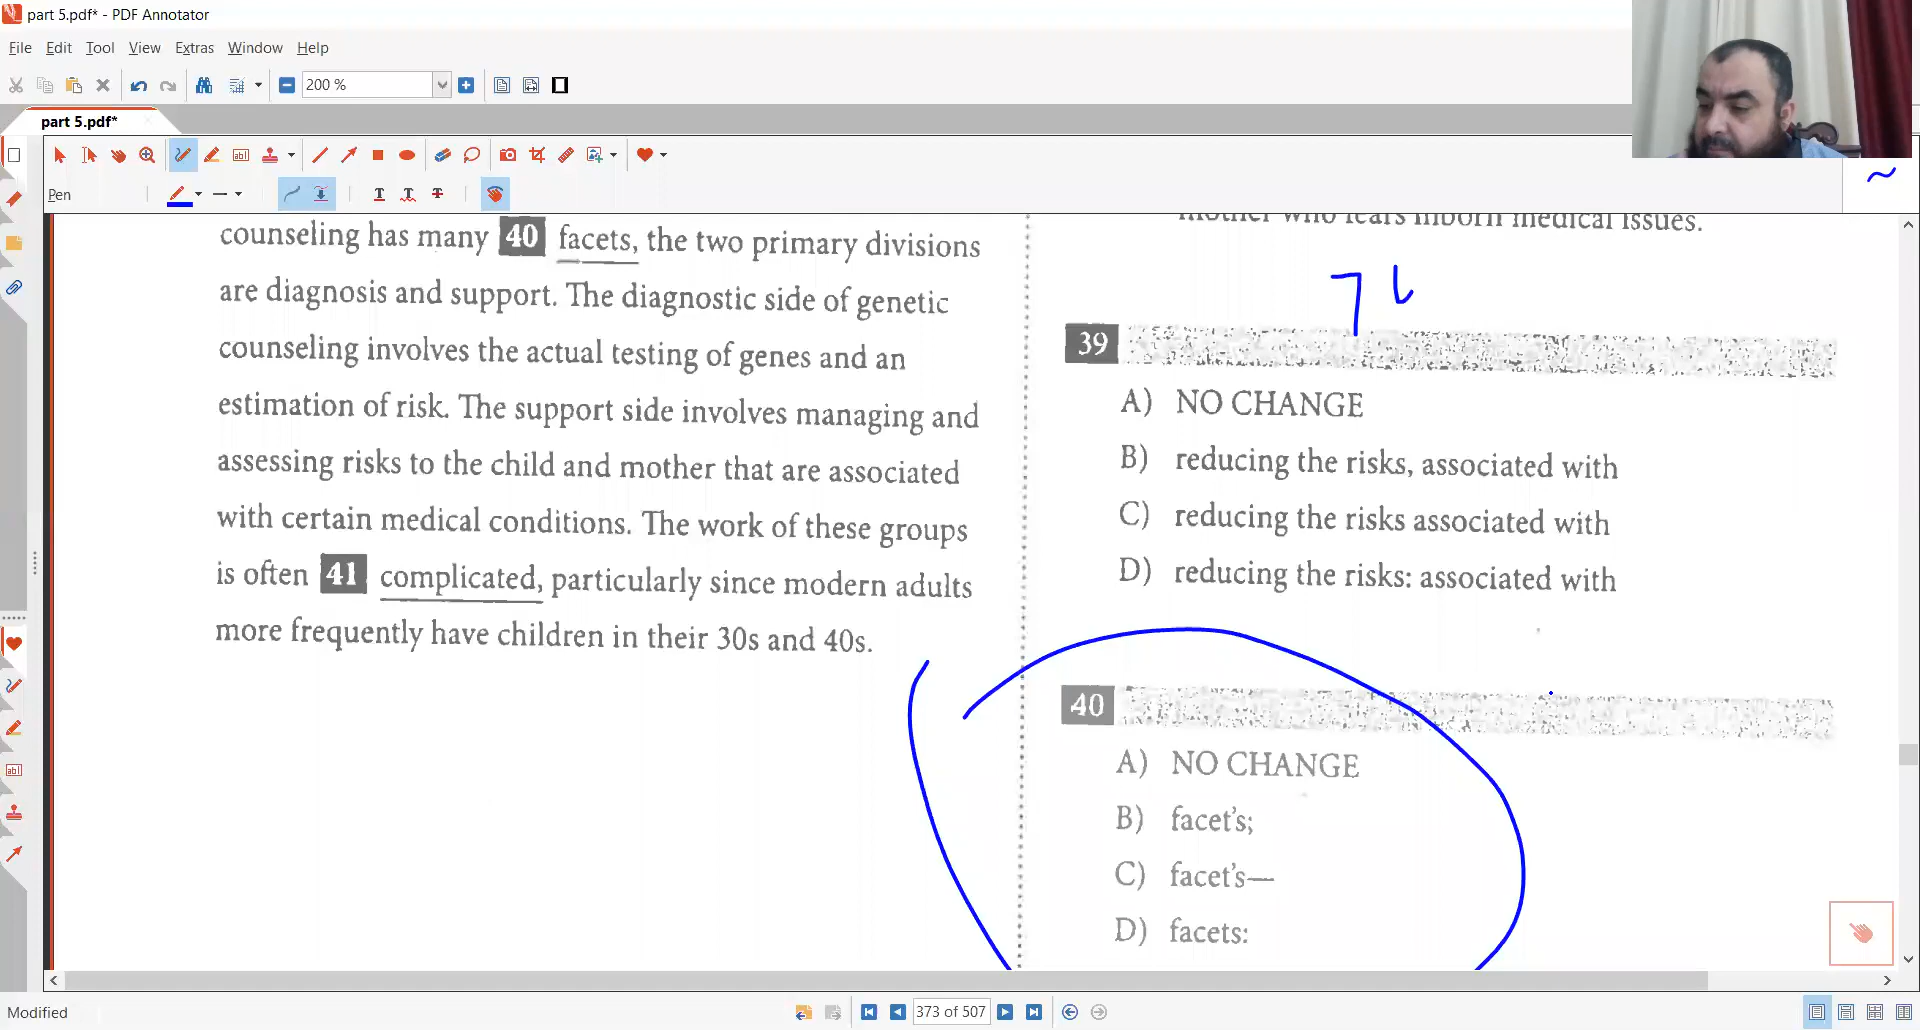 part 5.pdf* - PDF Annotator
File Edit Tool View Extras Window Help
200 %
part 5.pdf*
Pen
counseling has many 40 facets, the two primary divisions
are diagnosis and support. The diagnostic side of genetic
counseling involves the actual testing of genes and an
estimation of risk. The support side involves managing and
assessing risks to the child and mother that are associated
with certain medical conditions. The work of these groups
is often 41 complicated, particularly since modern adults
more frequently have children in their 30s and 40s.
mother who fears inborn medical issues.
39
A) NO CHANGE
B) reducing the risks, associated with
C) reducing the risks associated with
D) reducing the risks: associated with
40
A) NO CHANGE
B) facet's;
C) facet's—
D) facets:
Modified
373 of 507